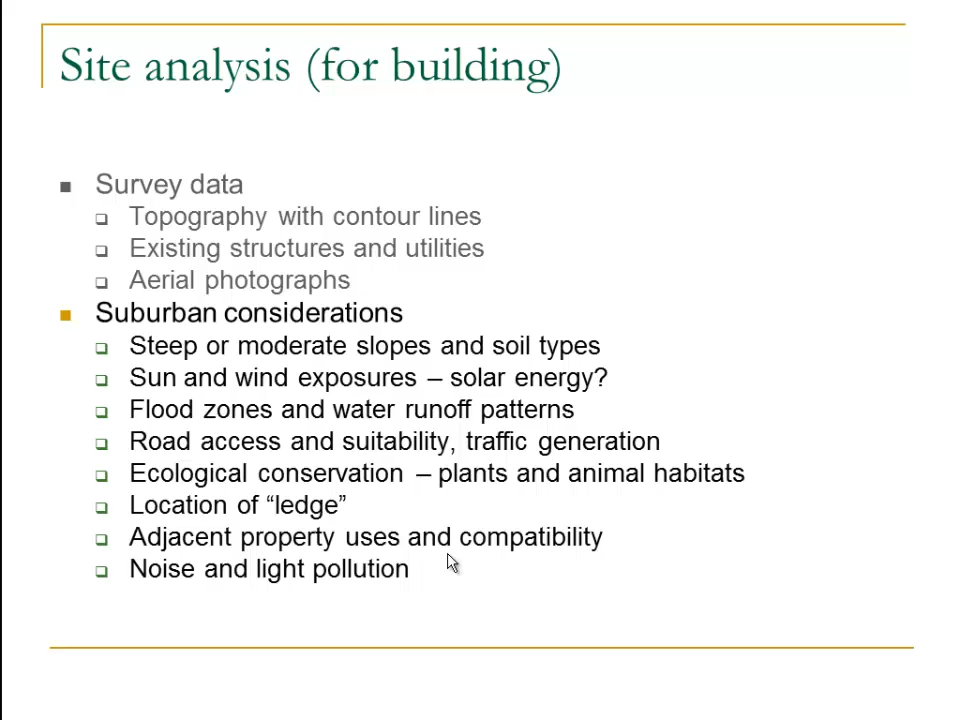 Site analysis (for building)
Survey data
Topography with contour lines
Existing structures and utilities
Aerial photographs
Suburban considerations
Steep or moderate slopes and soil types
Sun and wind exposures – solar energy?
Flood zones and water runoff patterns
Road access and suitability, traffic generation
Ecological conservation – plants and animal habitats
Location of “ledge”
Adjacent property uses and compatibility
Noise and light pollution